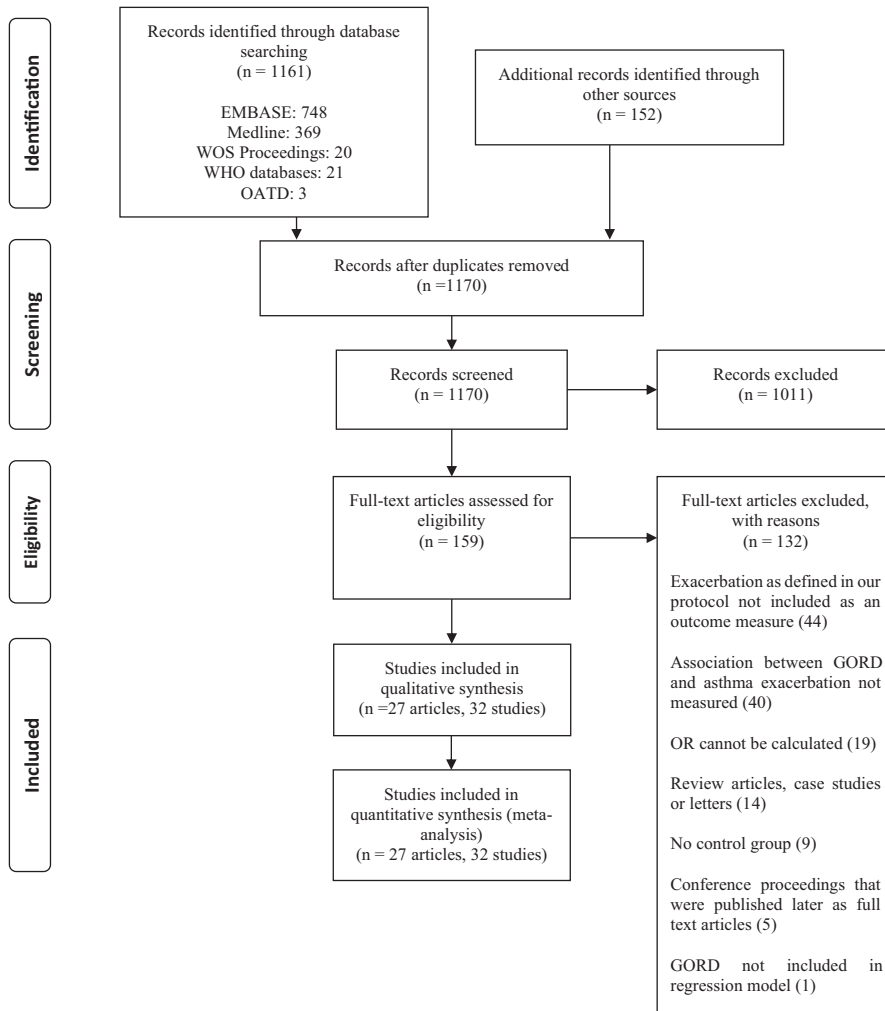 Identification
Records identified through database
searching
(n = 1161)
EMBASE: 748
Medline: 369
WOS Proceedings: 20
WHO databases: 21
OATD: 3
Additional records identified through
other sources
(n = 152)
Screening
Records after duplicates removed
(n =1170)
Records screened
(n = 1170)
Records excluded
(n = 1011)
Eligibility
Full-text articles assessed for
eligibility
(n = 159)
Full-text articles excluded,
with reasons
(n = 132)
Exacerbation as defined in our
protocol not included as an
outcome measure (44)
Association between GORD
and asthma exacerbation not
measured (40)
OR cannot be calculated (19)
Review articles, case studies
or letters (14)
No control group (9)
Conference proceedings that
were published later as full
text articles (5)
GORD not included in
regression model (1)
Included
Studies included in
qualitative synthesis
(n =27 articles, 32 studies)
Studies included in
quantitative synthesis (meta-
analysis)
(n = 27 articles, 32 studies)